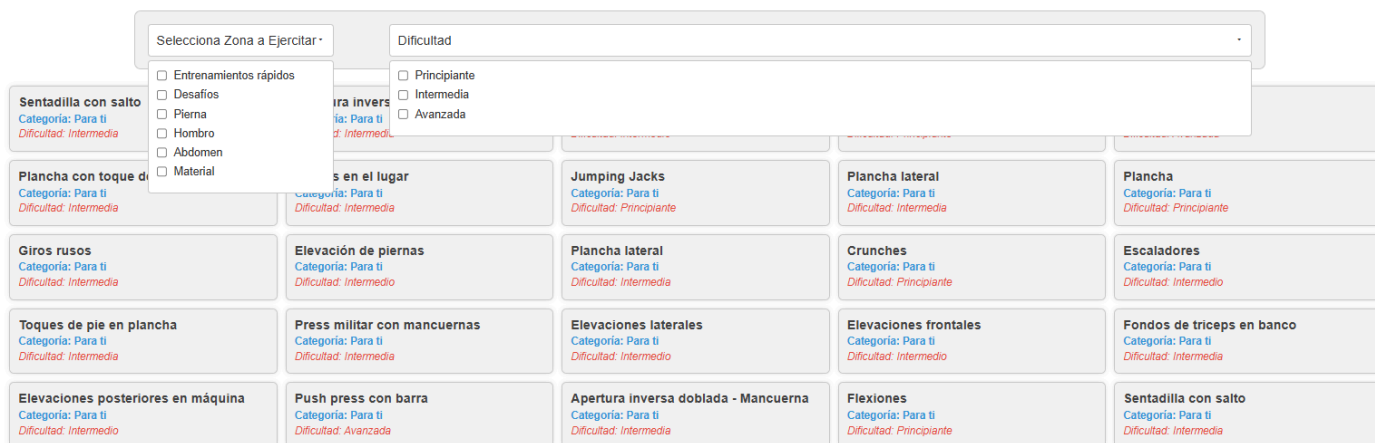 Selecciona Zona a Ejercitar
Dificultad
Entrenamientos rápidos
Desafíos
Pierna
Hombro
Abdomen
Material
Principiante
Intermedia
Avanzada
Sentadilla con salto
Categoría: Para ti
Dificultad: Intermedia
Para ti
Intermedia
Plancha con toque
Categoría: Para ti
Dificultad: Intermedia
en el lugar
Categoría: Para ti
Dificultad: Intermedia
Jumping Jacks
Categoría: Para ti
Dificultad: Principiante
Plancha lateral
Categoría: Para ti
Dificultad: Intermedia
Plancha
Categoría: Para ti
Dificultad: Principiante
Giros rusos
Categoría: Para ti
Dificultad: Intermedia
Elevación de piernas
Categoría: Para ti
Dificultad: Intermedio
Plancha lateral
Categoría: Para ti
Dificultad: Intermedia
Crunches
Categoría: Para ti
Dificultad: Principiante
Escaladores
Categoría: Para ti
Dificultad: Intermedio
Toques de pie en plancha
Categoría: Para ti
Dificultad: Intermedia
Press militar con mancuernas
Categoría: Para ti
Dificultad: Intermedia
Elevaciones laterales
Categoría: Para ti
Dificultad: Intermedio
Elevaciones frontales
Categoría: Para ti
Dificultad: Intermedio
Fondos de triceps en banco
Categoría: Para ti
Dificultad: Intermedia
Elevaciones posteriores en máquina
Categoría: Para ti
Dificultad: Intermedio
Push press con barra
Categoría: Para ti
Dificultad: Avanzada
Apertura inversa doblada - Mancuerna
Categoría: Para ti
Dificultad: Intermedia
Flexiones
Categoría: Para ti
Dificultad: Principiante
Sentadilla con salto
Categoría: Para ti
Dificultad: Intermedia